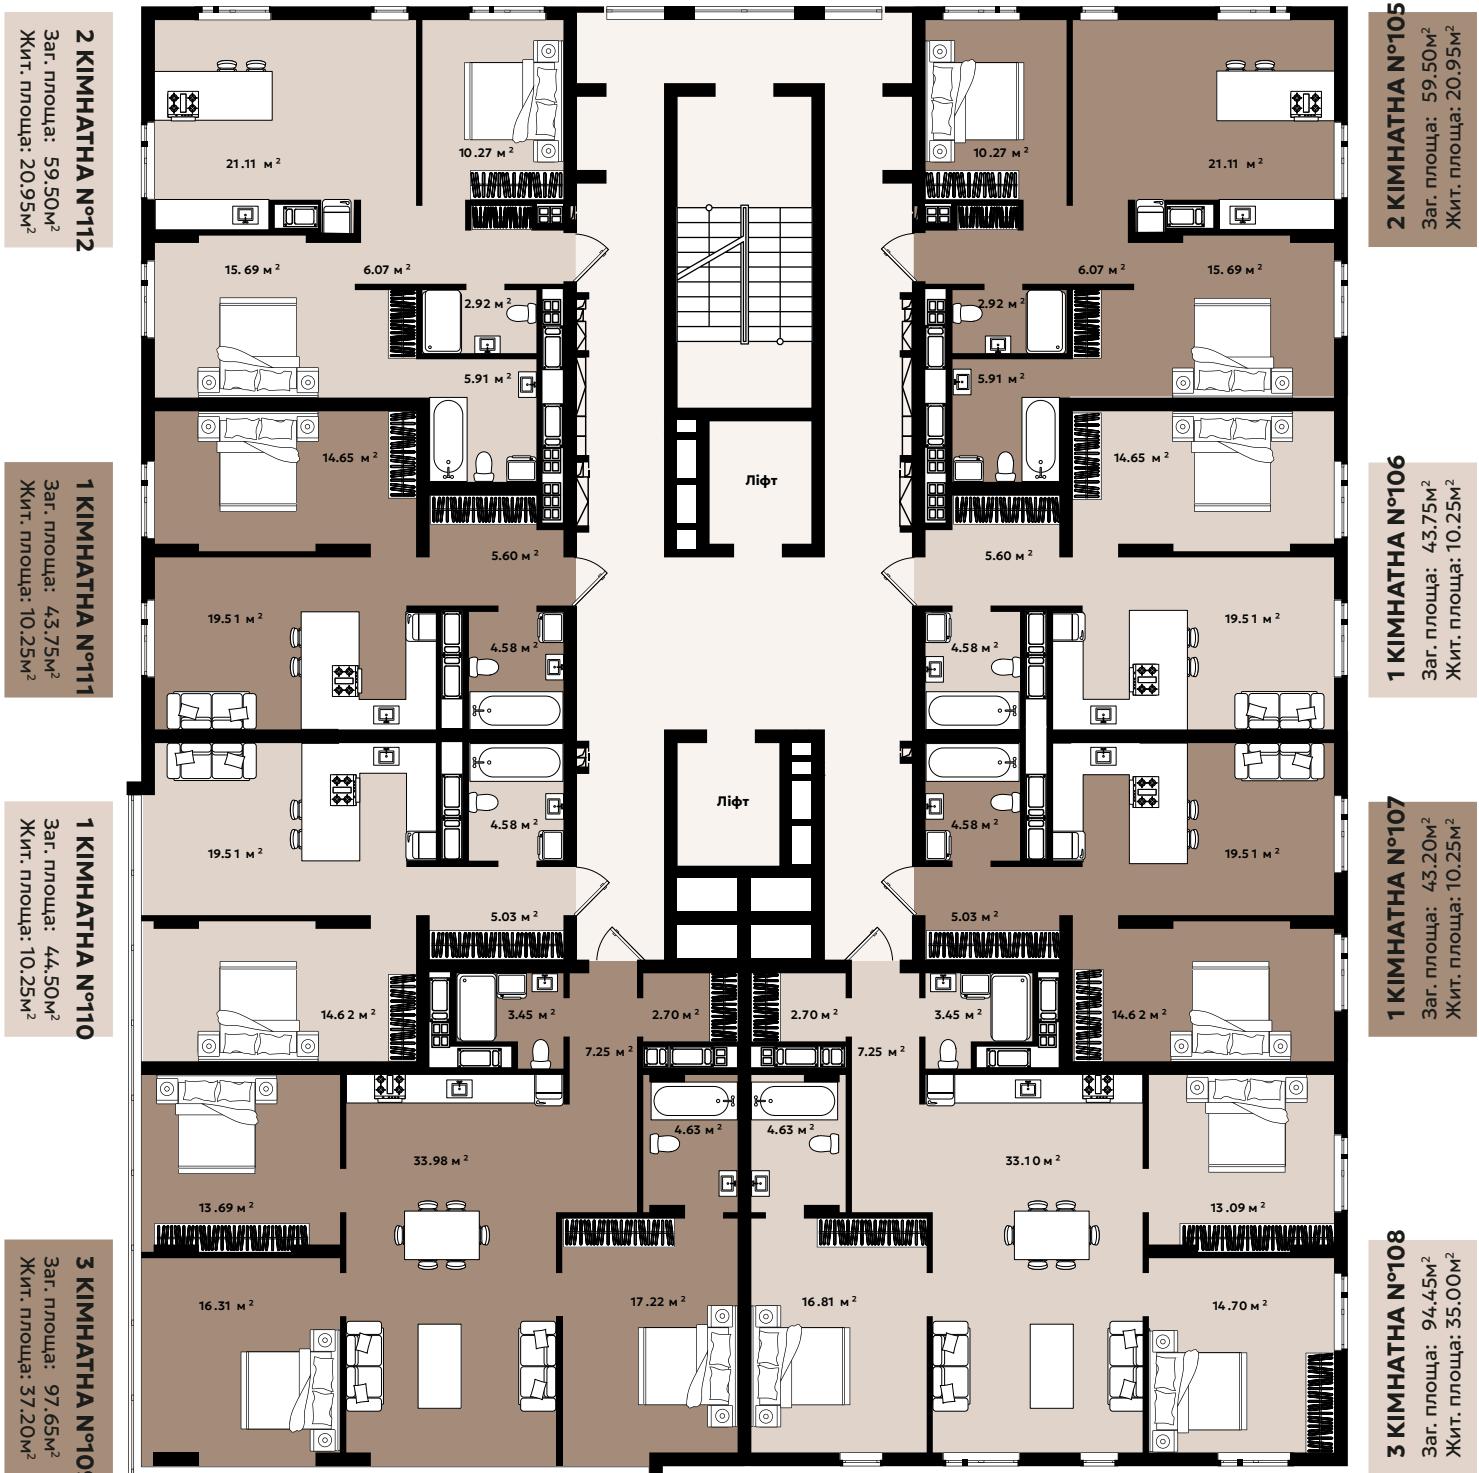 2 КІМНАТНА №112
Заг. площа: 59.50м²
Жит. площа: 20.95м²
1 КІМНАТНА №111
Заг. площа: 43.75м²
Жит. площа: 10.25м²
1 КІМНАТНА №110
Заг. площа: 44.50м²
Жит. площа: 10.25м²
3 КІМНАТНА №109
Заг. площа: 97.65м²
Жит. площа: 37.20м²
21.11 м²
10.27 м²
15.69 м²
6.07 м²
2.92 м²
5.91 м²
14.65 м²
5.60 м²
19.51 м²
4.58 м²
4.58 м²
19.51 м²
5.03 м²
14.62 м²
3.45 м²
2.70 м²
7.25 м²
4.63 м²
33.98 м²
13.69 м²
16.31 м²
17.22 м²
Ліфт
Ліфт
10.27 м²
21.11 м²
6.07 м²
15.69 м²
2.92 м²
5.91 м²
14.65 м²
5.60 м²
19.51 м²
4.58 м²
4.58 м²
19.51 м²
5.03 м²
14.62 м²
2.70 м²
3.45 м²
7.25 м²
4.63 м²
33.10 м²
13.09 м²
16.81 м²
14.70 м²
2 КІМНАТНА №105
Заг. площа: 59.50м²
Жит. площа: 20.95м²
1 КІМНАТНА №106
Заг. площа: 43.75м²
Жит. площа: 10.25м²
1 КІМНАТНА №107
Заг. площа: 43.20м²
Жит. площа: 10.25м²
3 КІМНАТНА №108
Заг. площа: 94.45м²
Жит. площа: 35.00м²